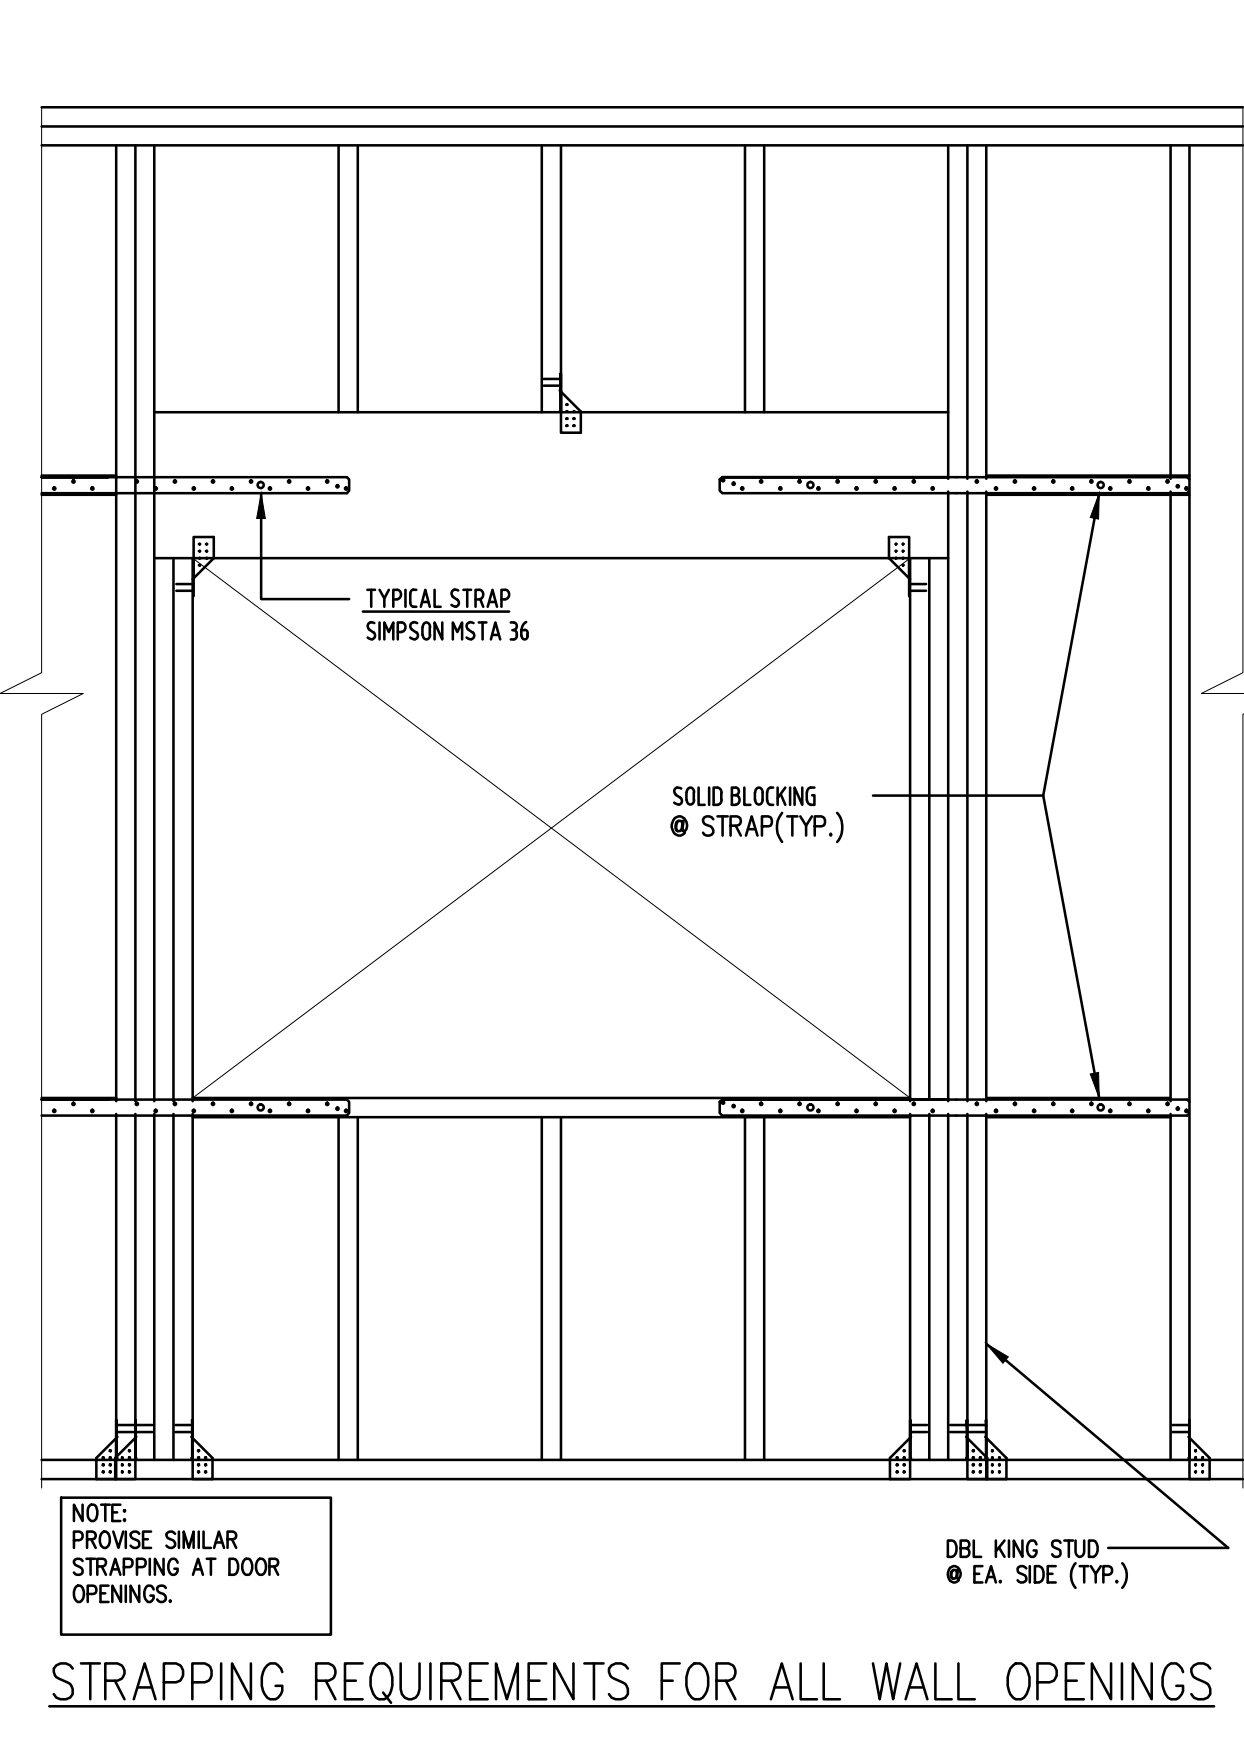 TYPICAL STRAP
SIMPSON MSTA 36
SOLID BLOCKING
@ STRAP(TYP.)
NOTE:
PROVISE SIMILAR
STRAPPING AT DOOR
OPENINGS.
DBL KING STUD
@ EA. SIDE (TYP.)
STRAPPING REQUIREMENTS FOR ALL WALL OPENINGS